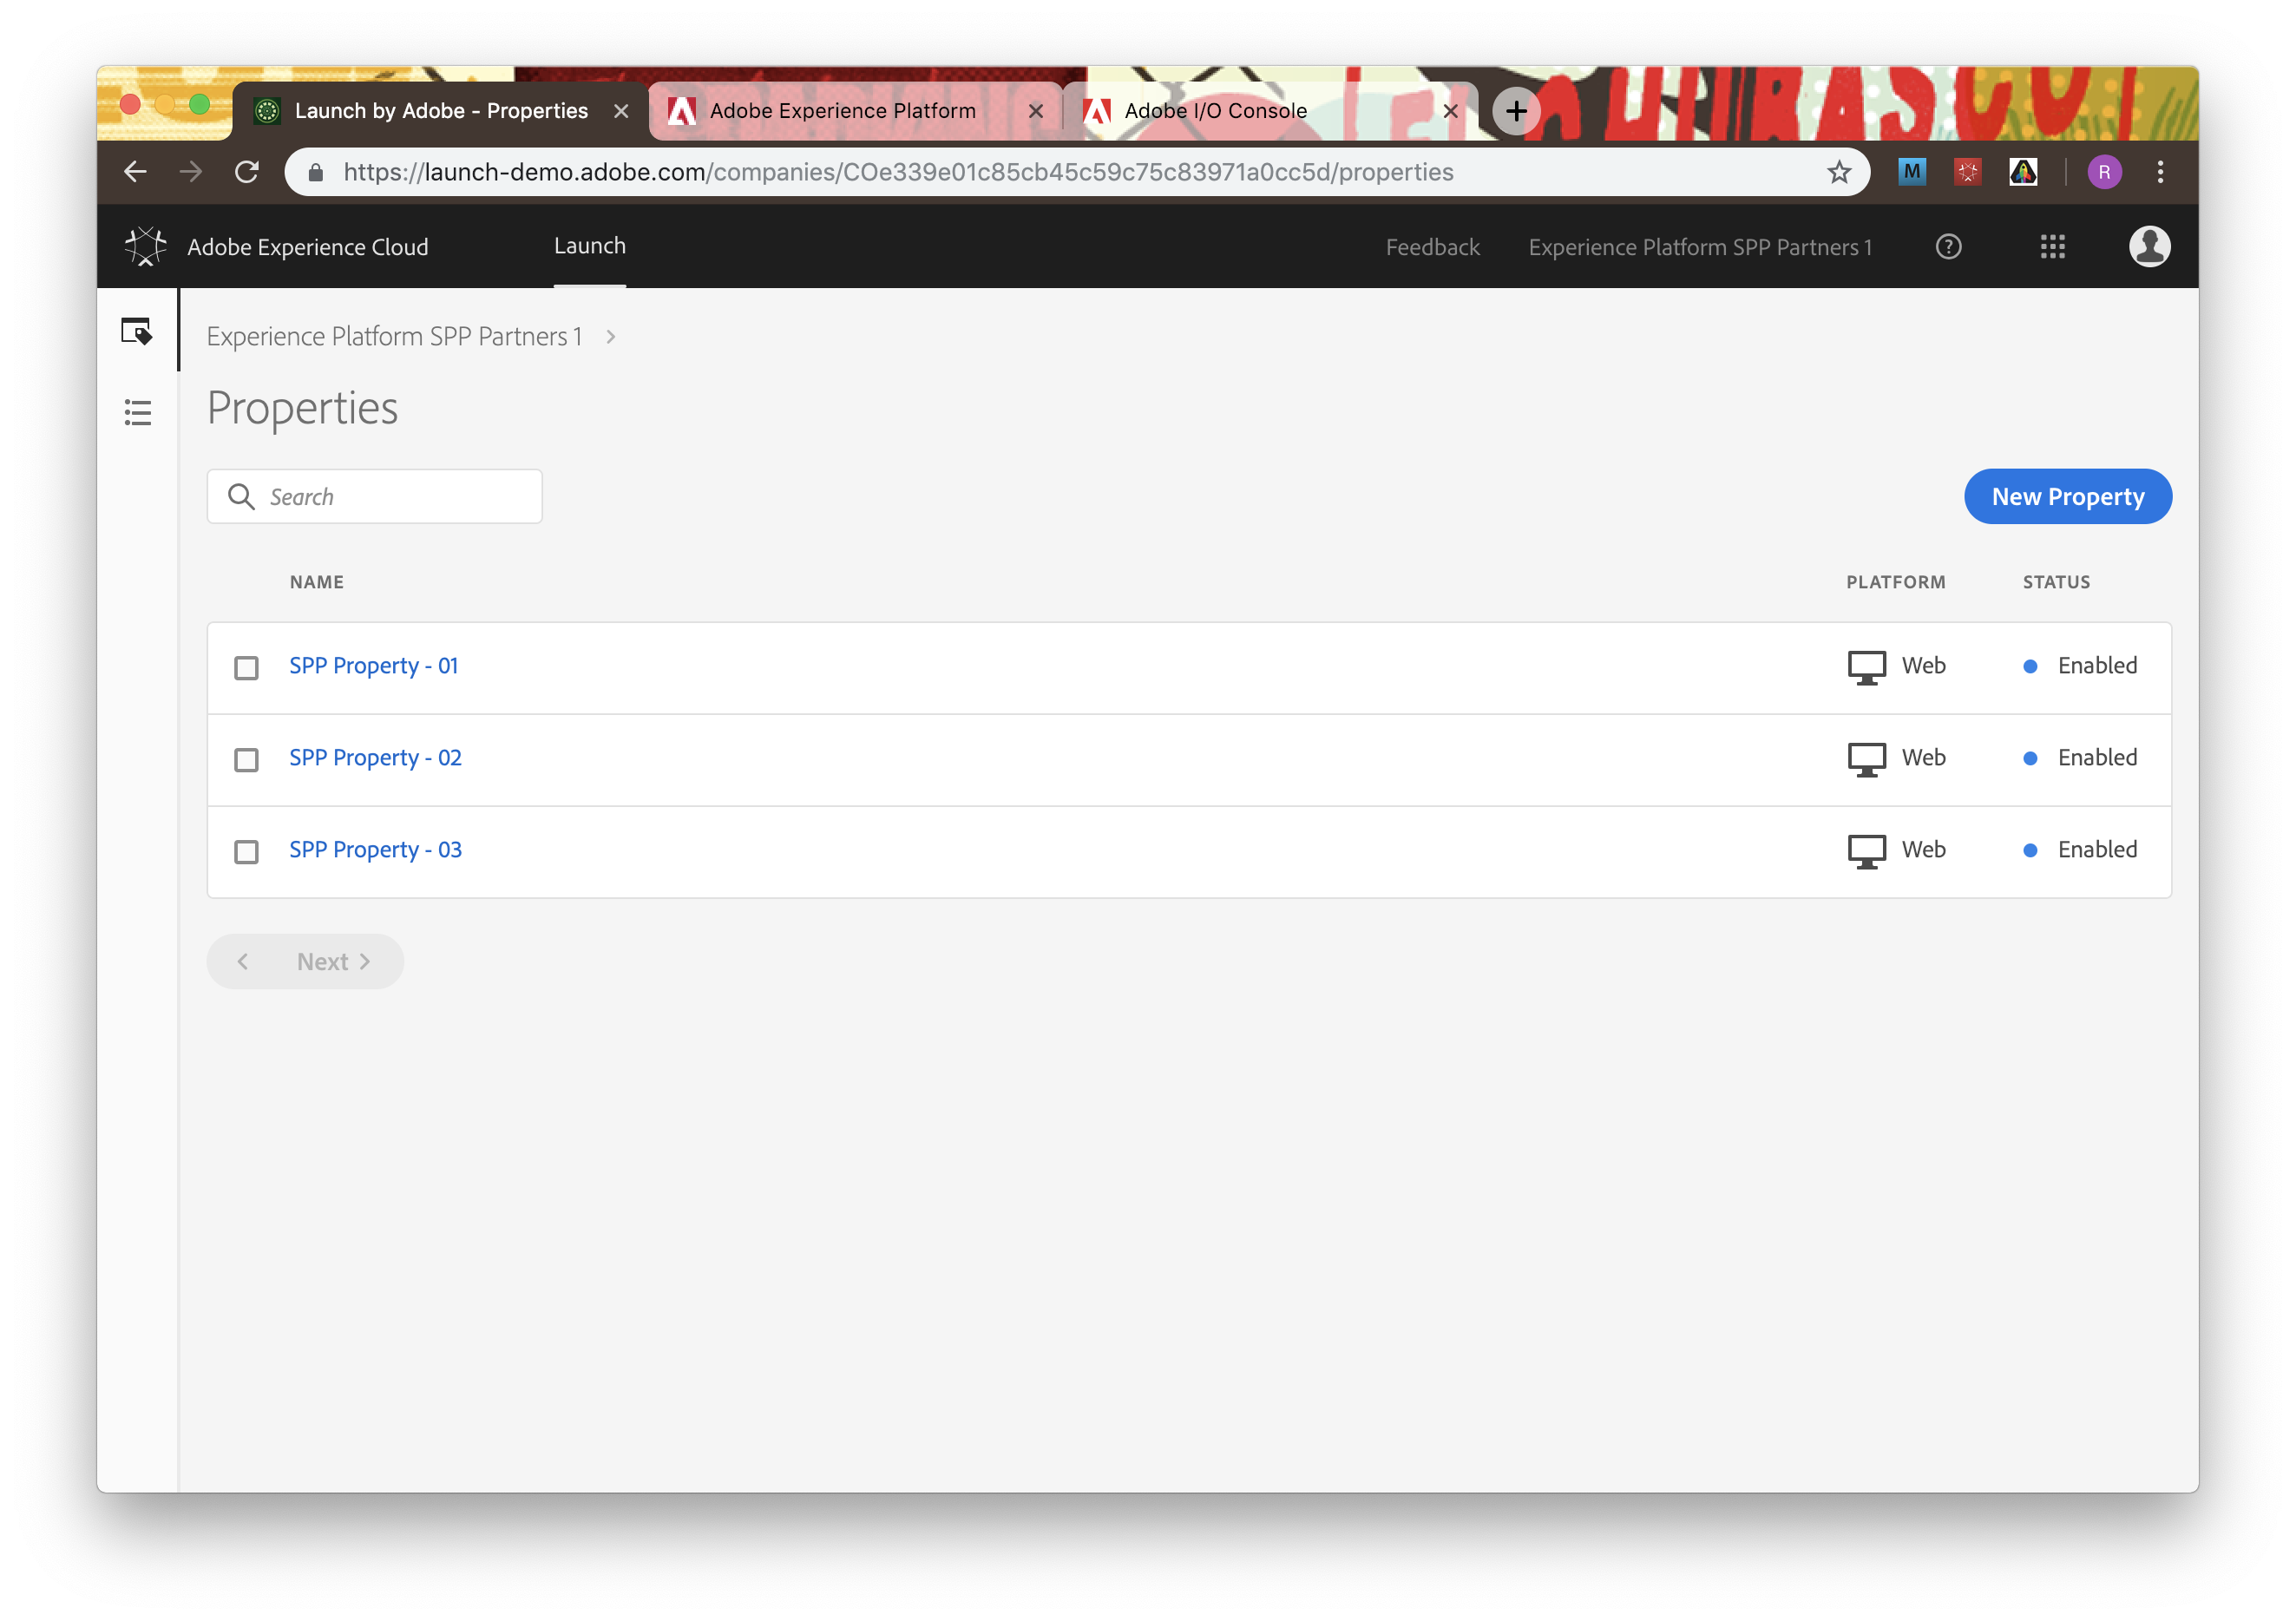 Launch by Adobe - Properties
Adobe Experience Platform
Adobe I/O Console
https://launch-demo.adobe.com/companies/COe339e01c85cb45c59c75c83971a0cc5d/properties
M
R
Adobe Experience Cloud
Launch
Feedback
Experience Platform SPP Partners 1
Experience Platform SPP Partners 1
Properties
Search
New Property
NAME
PLATFORM
STATUS
SPP Property - 01
Web
Enabled
SPP Property - 02
Web
Enabled
SPP Property - 03
Web
Enabled
Next